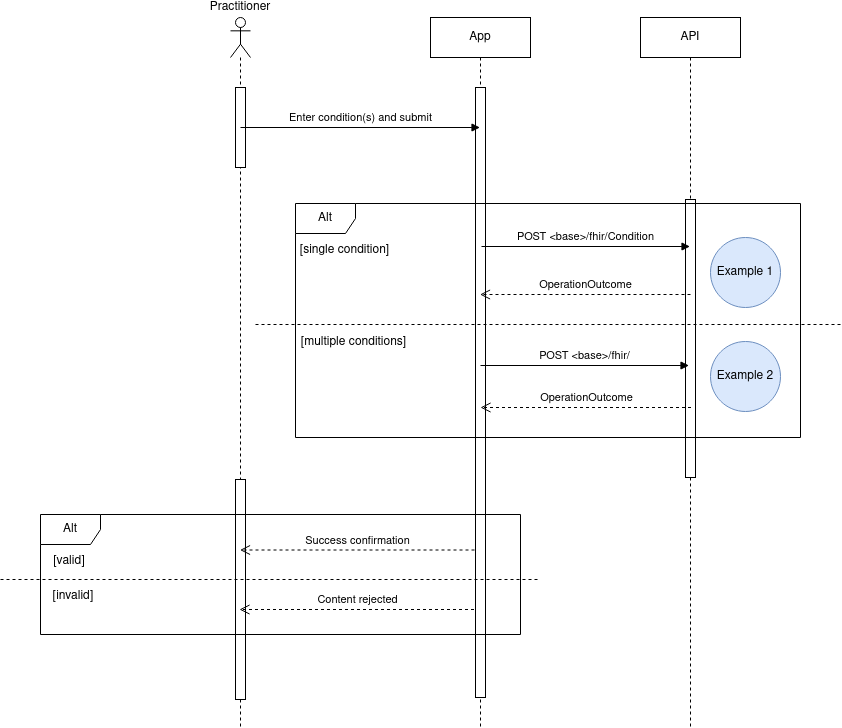 Practitioner
App
API
Enter condition(s) and submit
Alt
[single condition]
POST <base>/fhir/Condition
Example 1
OperationOutcome
[multiple conditions]
POST <base>/fhir/
Example 2
OperationOutcome
Alt
Success confirmation
[valid]
[invalid]
Content rejected